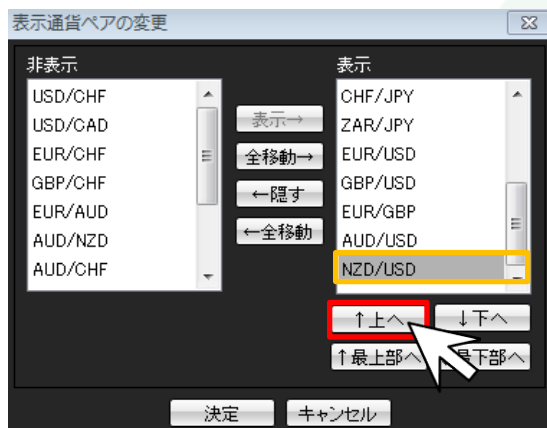 表示通貨ペアの変更
非表示
USD/CHF
USD/CAD
EUR/CHF
GBP/CHF
EUR/AUD
AUD/NZD
AUD/CHF
表示→
全移動→
←隠す
←全移動
表示
CHF/JPY
ZAR/JPY
EUR/USD
GBP/USD
EUR/GBP
AUD/USD
NZD/USD
↑上へ
↓下へ
↑最上部へ
下部へ
決定
キャンセル